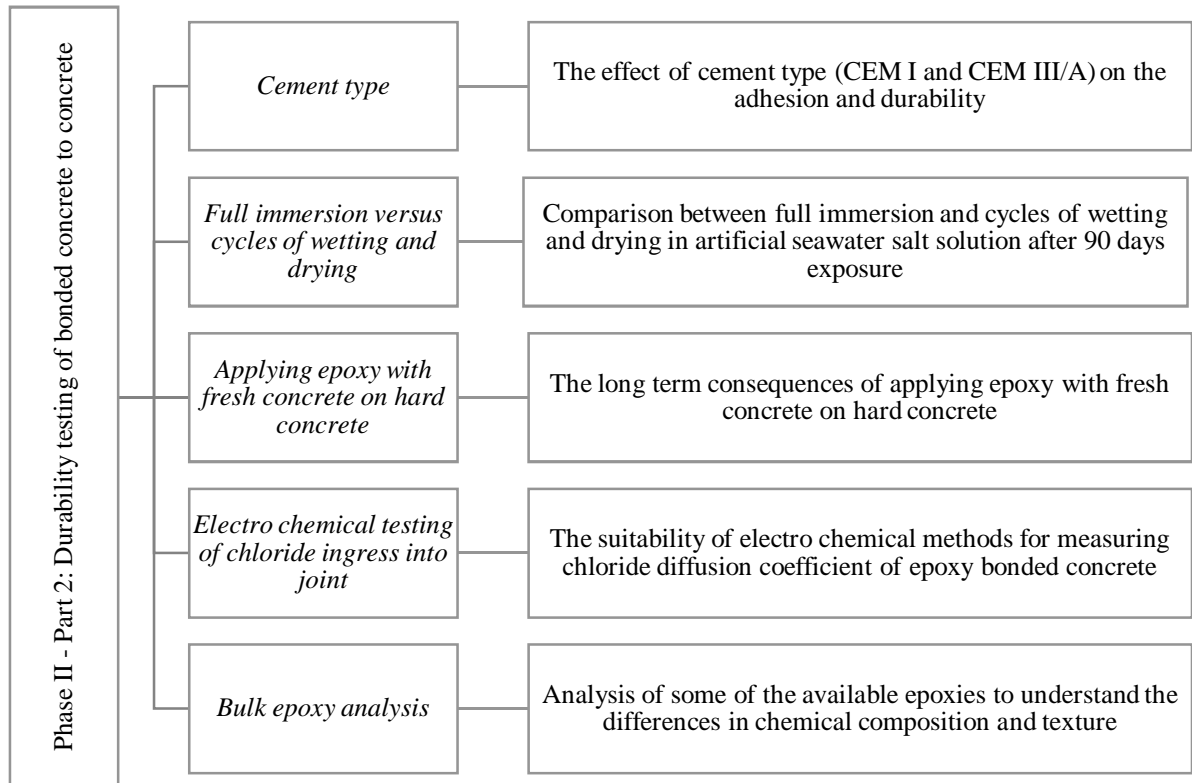 Phase II - Part 2: Durability testing of bonded concrete to concrete
Cement type
The effect of cement type (CEM I and CEM III/A) on the
adhesion and durability
Full immersion versus
cycles of wetting and
drying
Comparison between full immersion and cycles of wetting
and drying in artificial seawater salt solution after 90 days
exposure
Applying epoxy with
fresh concrete on hard
concrete
The long term consequences of applying epoxy with fresh
concrete on hard concrete
Electro chemical testing
of chloride ingress into
joint
The suitability of electro chemical methods for measuring
chloride diffusion coefficient of epoxy bonded concrete
Bulk epoxy analysis
Analysis of some of the available epoxies to understand the
differences in chemical composition and texture